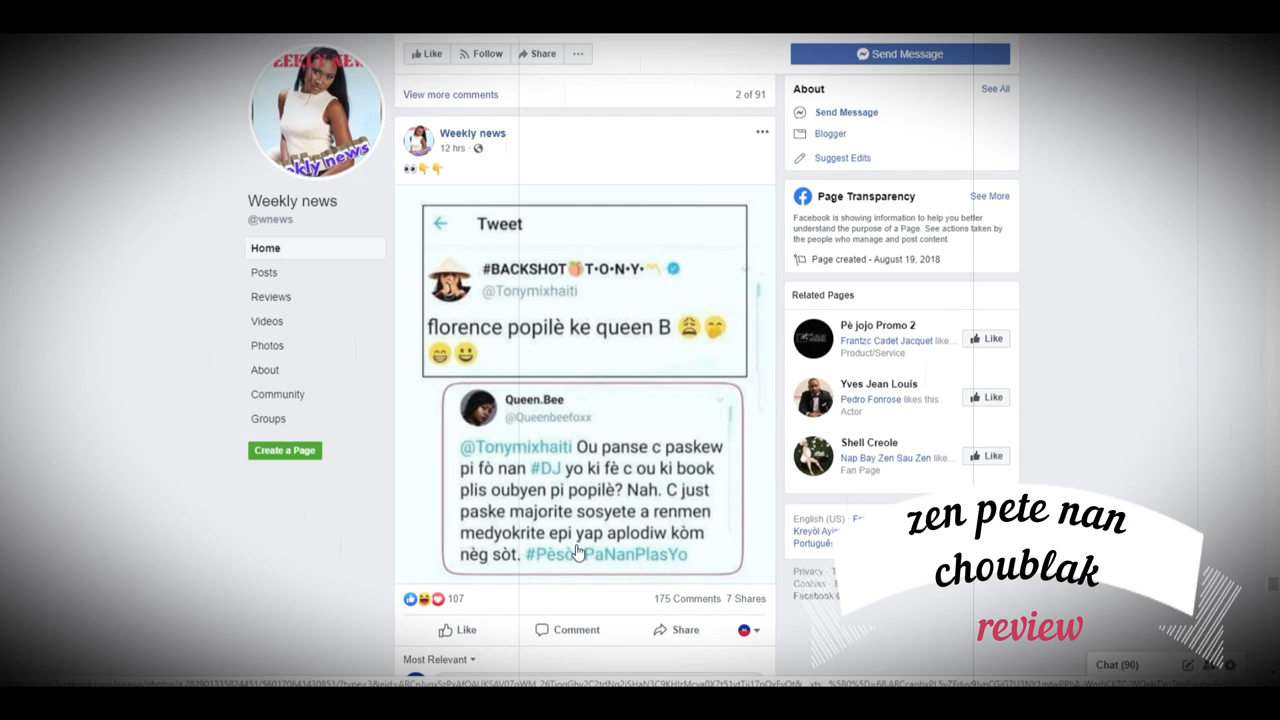 Like Follow Share ...
Send Message
View more comments 2 of 91
Weekly news
12 hrs
Weekly news
@wnews
Home
Posts
Reviews
Videos
Photos
About
Community
Groups
Create a Page
Tweet
#BACKSHOT🍑T•O•N•Y•
@Tonymixhaiti
florence popilè ke queen B 😩🤭
😁😀
Queen.Bee
@Queenbeefoxx
@Tonymixhaiti Ou panse c paskew
pi fò nan #DJ yo ki fè c ou ki book
plis oubyen pi popilè? Nah. C just
paske majorite sosyete a renmen
medyokrite epi yap aplodiw kòm
nèg sòt.
107 175 Comments 7 Shares
Like Comment Share
Most Relevant
About See All
Send Message
Blogger
Suggest Edits
Page Transparency See More
Facebook is showing information to help you better
understand the purpose of a Page. See actions taken by
the people who manage and post content.
Page created - August 19, 2018
Related Pages
Pè jojo Promo 2
Frantzc Cadet Jacquet like...
Product/Service
Like
Yves Jean Louis
Pedro Fonrose likes this
Actor
Like
Shell Creole
Nap Bay Zen Sau Zen like...
Fan Page
Like
English (US)
Privacy
Cookies
zen pete nan
choublak
review
Chat (90)